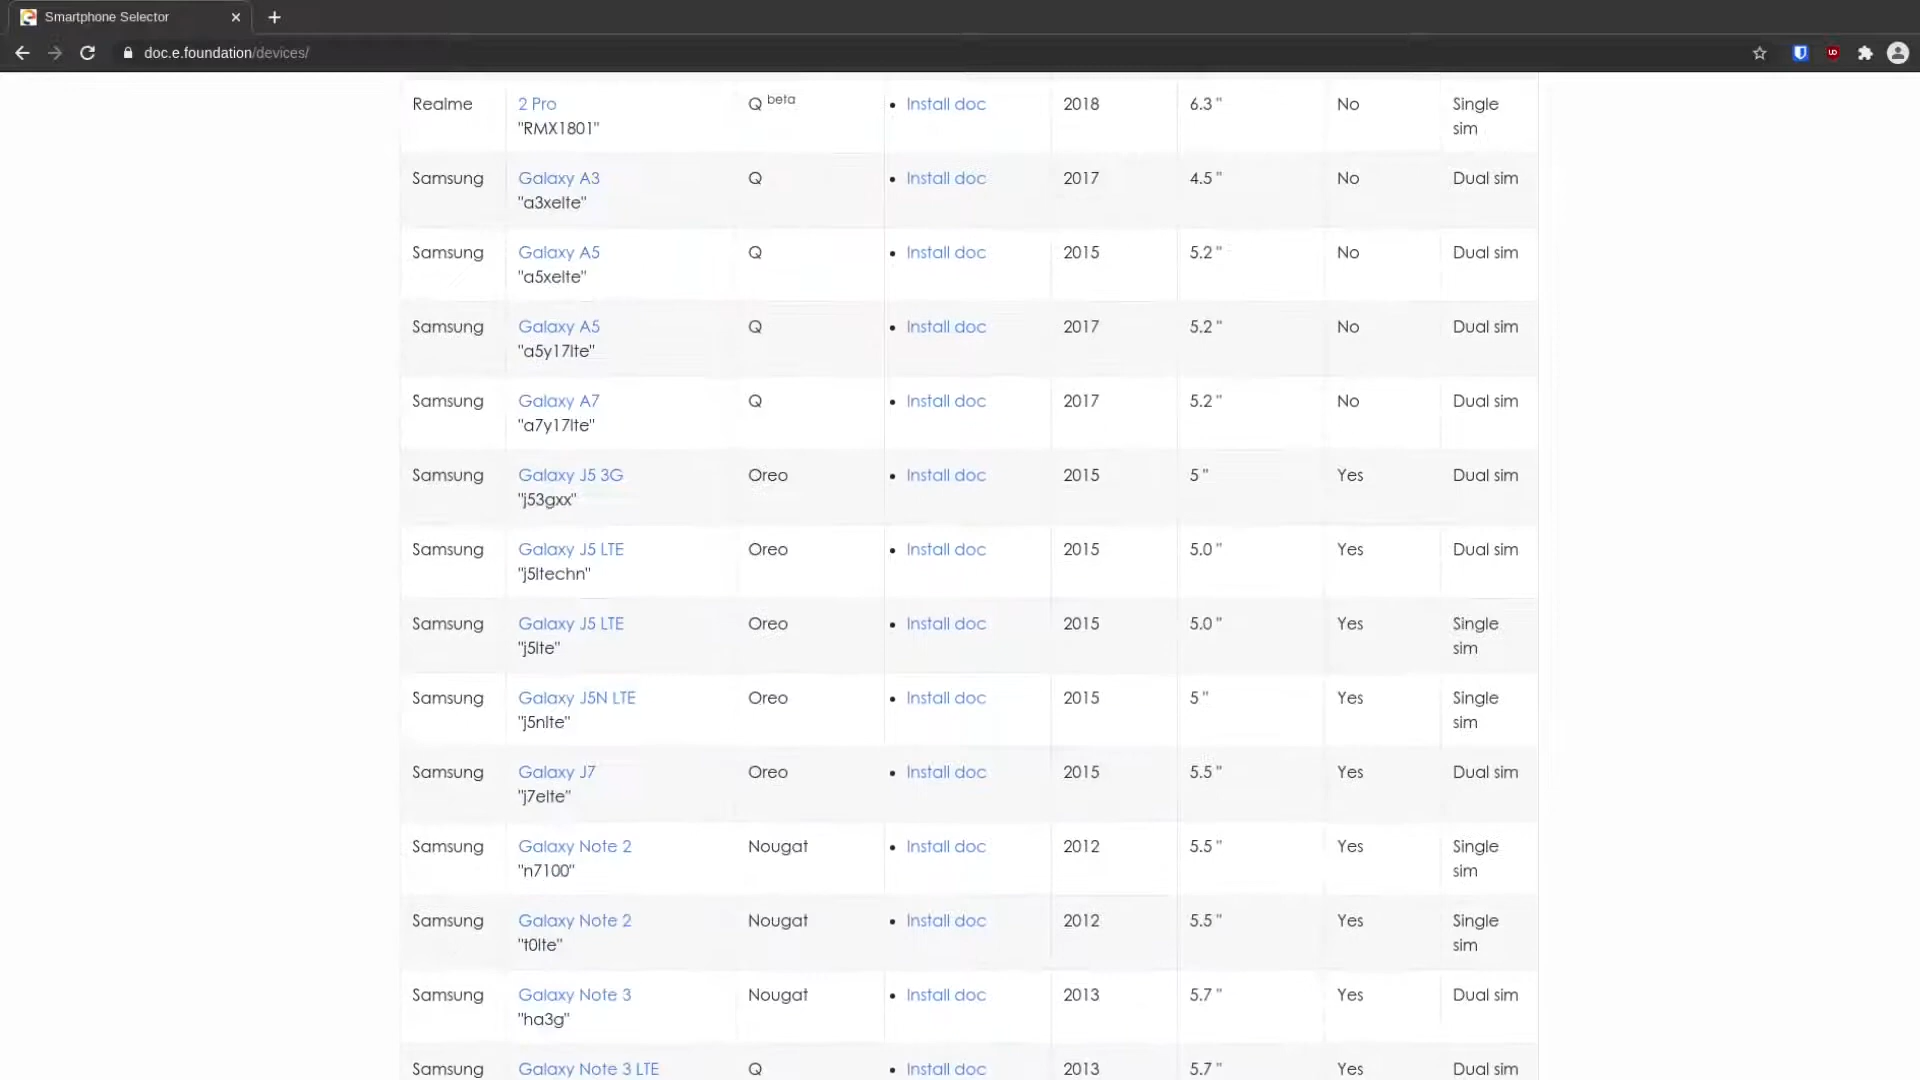 Smartphone Selector
doc.e.foundation/devices/
Realme 2 Pro Q beta Install doc 2018 6.3 " No Single
"RMX1801" sim
Samsung Galaxy A3 Q Install doc 2017 4.5 " No Dual sim
"a3xelte"
Samsung Galaxy A5 Q Install doc 2015 5.2 " No Dual sim
"a5xelte"
Samsung Galaxy A5 Q Install doc 2017 5.2 " No Dual sim
"a5y17lte"
Samsung Galaxy A7 Q Install doc 2017 5.2 " No Dual sim
"a7y17lte"
Samsung Galaxy J5 3G Oreo Install doc 2015 5 " Yes Dual sim
"j53gxx"
Samsung Galaxy J5 LTE Oreo Install doc 2015 5.0 " Yes Dual sim
"j5ltechn"
Samsung Galaxy J5 LTE Oreo Install doc 2015 5.0 " Yes Single
"j5lte" sim
Samsung Galaxy J5N LTE Oreo Install doc 2015 5 " Yes Single
"j5nlte" sim
Samsung Galaxy J7 Oreo Install doc 2015 5.5 " Yes Dual sim
"j7elte"
Samsung Galaxy Note 2 Nougat Install doc 2012 5.5 " Yes Single
"n7100" sim
Samsung Galaxy Note 2 Nougat Install doc 2012 5.5 " Yes Single
"t0lte" sim
Samsung Galaxy Note 3 Nougat Install doc 2013 5.7 " Yes Dual sim
"ha3g"
Samsung Galaxy Note 3 LTE Q Install doc 2013 5.7 " Yes Dual sim